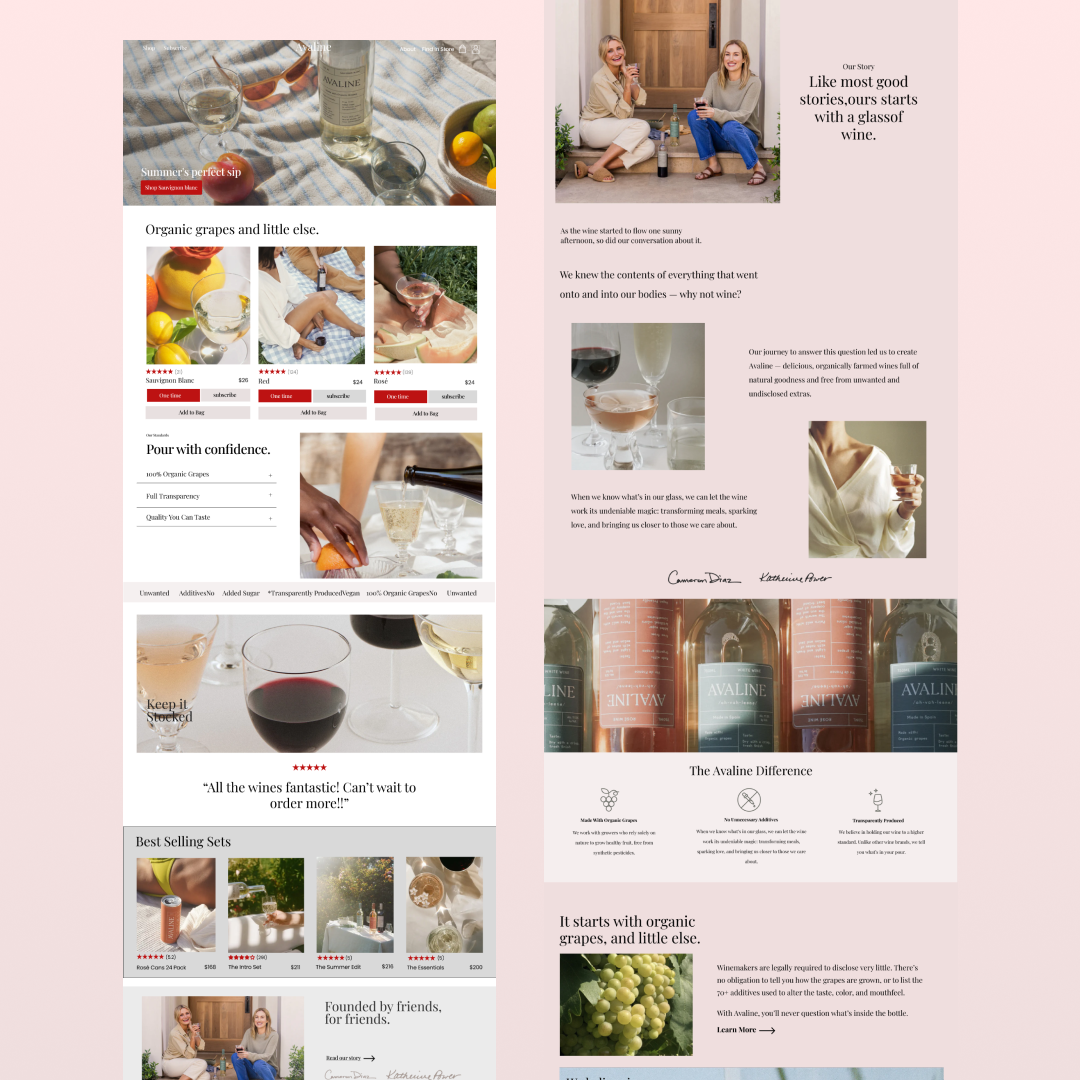 Shop Subscribe
Avaline
About Find in Store
AVALINE
Summer's perfect sip
Shop Sauvignon blanc
Organic grapes and little else.
★★★★★ (21)
Sauvignon Blanc $26
One time subscribe
Add to Bag
★★★★★
Red $24
One time subscribe
Add to Bag
★★★★★
Rosé $24
One time subscribe
Add to Bag
Our Standards
Pour with confidence.
100% Organic Grapes +
Full Transparency +
Quality You Can Taste +
Unwanted AdditivesNo Added Sugar *Transparently ProducedVegan 100% Organic GrapesNo Unwanted
Keep it
Stocked
★★★★★
“All the wines fantastic! Can’t wait to
order more!!”
Best Selling Sets
AVALINE
★★★★★ (52)
Rosé Cans 24 Pack $168
(298)
The Intro Set $211
★★★★★ (5)
The Summer Edit $216
★★★★★ (5)
The Essentials $200
Founded by friends,
for friends.
Read our story
Cameron Diaz Katherine Power
Our Story
Like most good
stories,ours starts
with a glassof
wine.
As the wine started to flow one sunny
afternoon, so did our conversation about it.
We knew the contents of everything that went
onto and into our bodies — why not wine?
Our journey to answer this question led us to create
Avaline — delicious, organically farmed wines full of
natural goodness and free from unwanted and
undisclosed extras.
When we know what’s in our glass, we can let the wine
work its undeniable magic: transforming meals, sparking
love, and bringing us closer to those we care about.
Cameron Diaz Katherine Power
LINE
AVALINE
AVALINE
AVALINE
AVALIN
The Avaline Difference
Made With Organic Grapes
We work with growers who rely solely on
nature to grow healthy fruit, free from
synthetic pesticides.
No Unnecessary Additives
When we know what’s in our glass, we can let the wine
work its undeniable magic: transforming meals,
sparking love, and bringing us closer to those we care
about.
Transparently Produced
We believe in holding our wine to a higher
standard. Unlike other wine brands, we tell
you what’s in your pour.
It starts with organic
grapes, and little else.
Winemakers are legally required to disclose very little. There’s
no obligation to tell you how the grapes are grown, or to list the
70+ additives used to alter the taste, color, and mouthfeel.
With Avaline, you’ll never question what’s inside the bottle.
Learn More